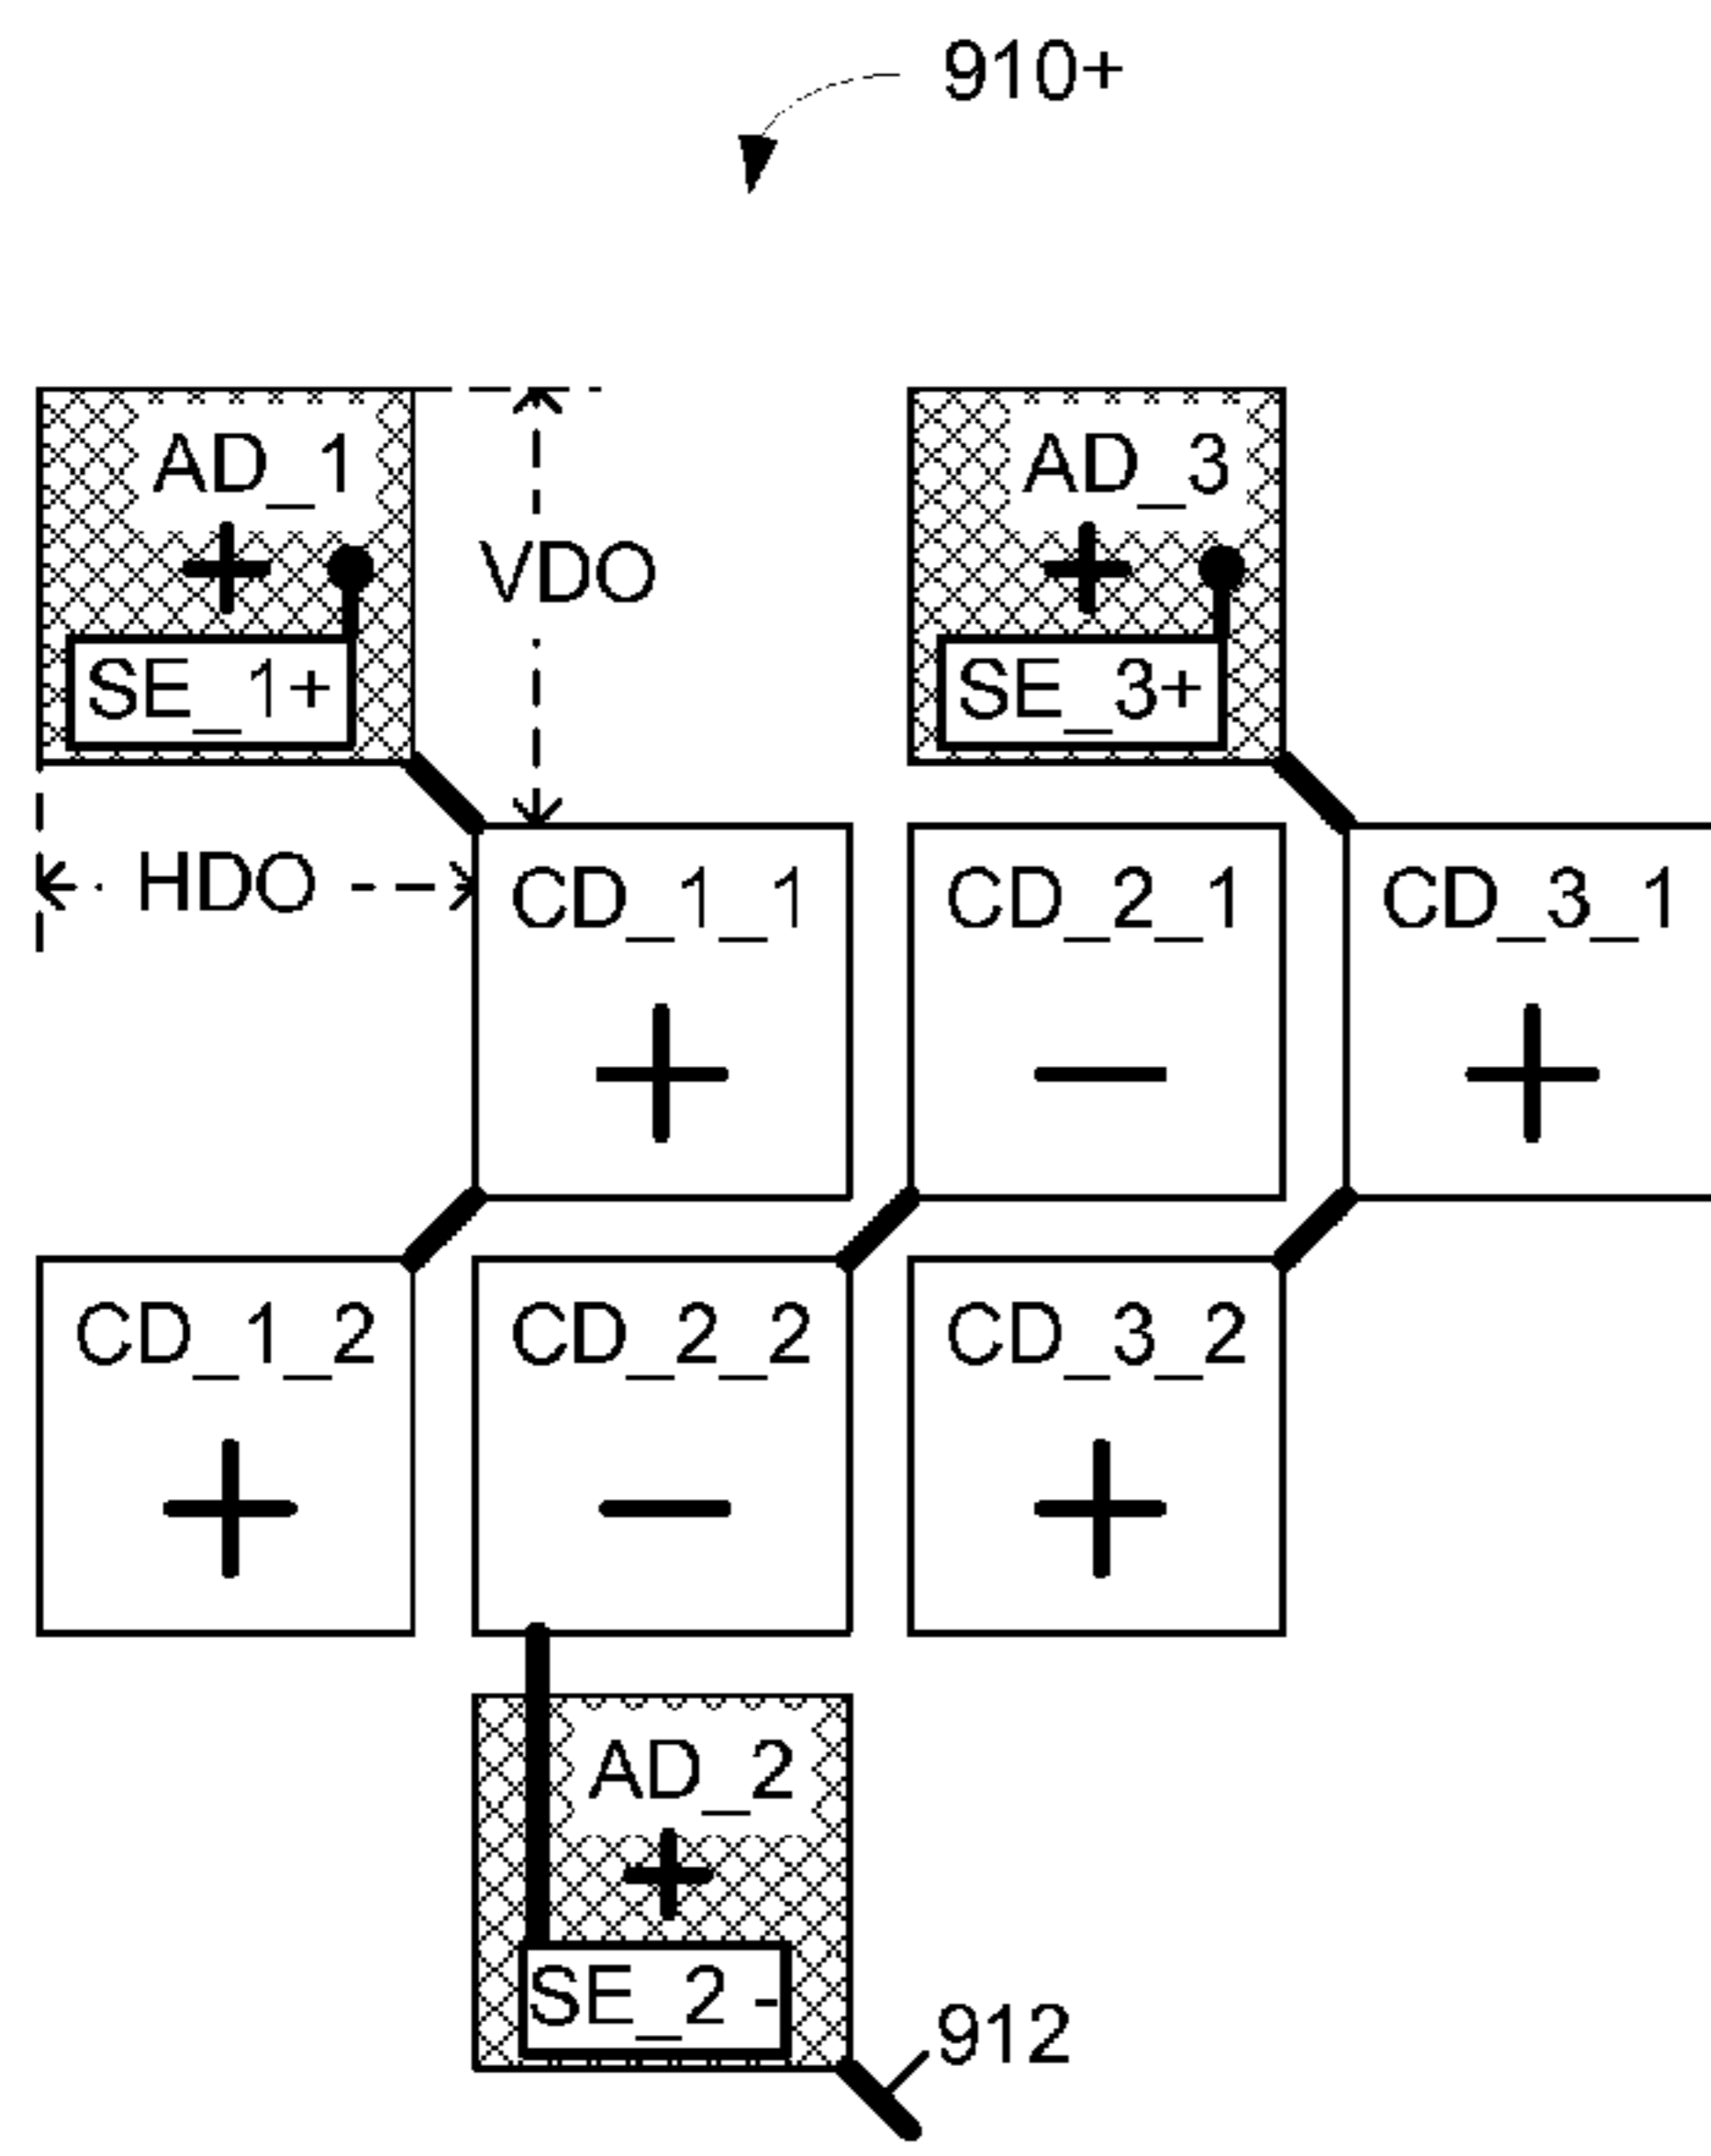 910+
AD_1 AD_3
+ VDO +
SE_1+ SE_3+
HDO CD_1_1 CD_2_1 CD_3_1
+ − +
CD_1_2 CD_2_2 CD_3_2
+ − +
AD_2
+
SE_2 -
912